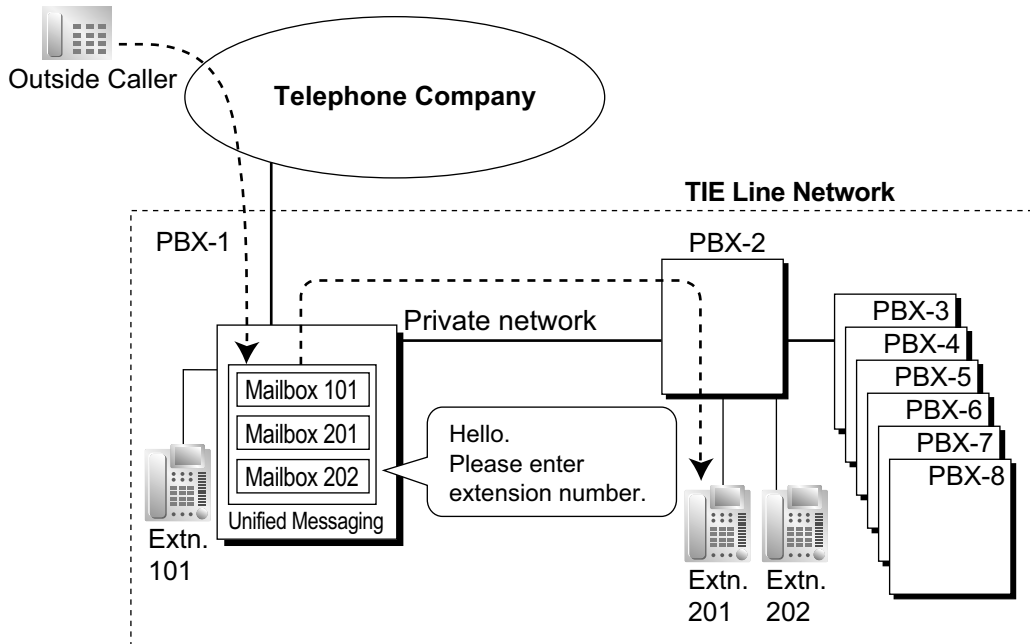 Outside Caller
Telephone Company
TIE Line Network
PBX-1
PBX-2
Private network
PBX-3
PBX-4
PBX-5
PBX-6
PBX-7
PBX-8
Mailbox 101
Mailbox 201
Mailbox 202
Unified Messaging
Hello.
Please enter
extension number.
Extn.
101
Extn.
201
Extn.
202